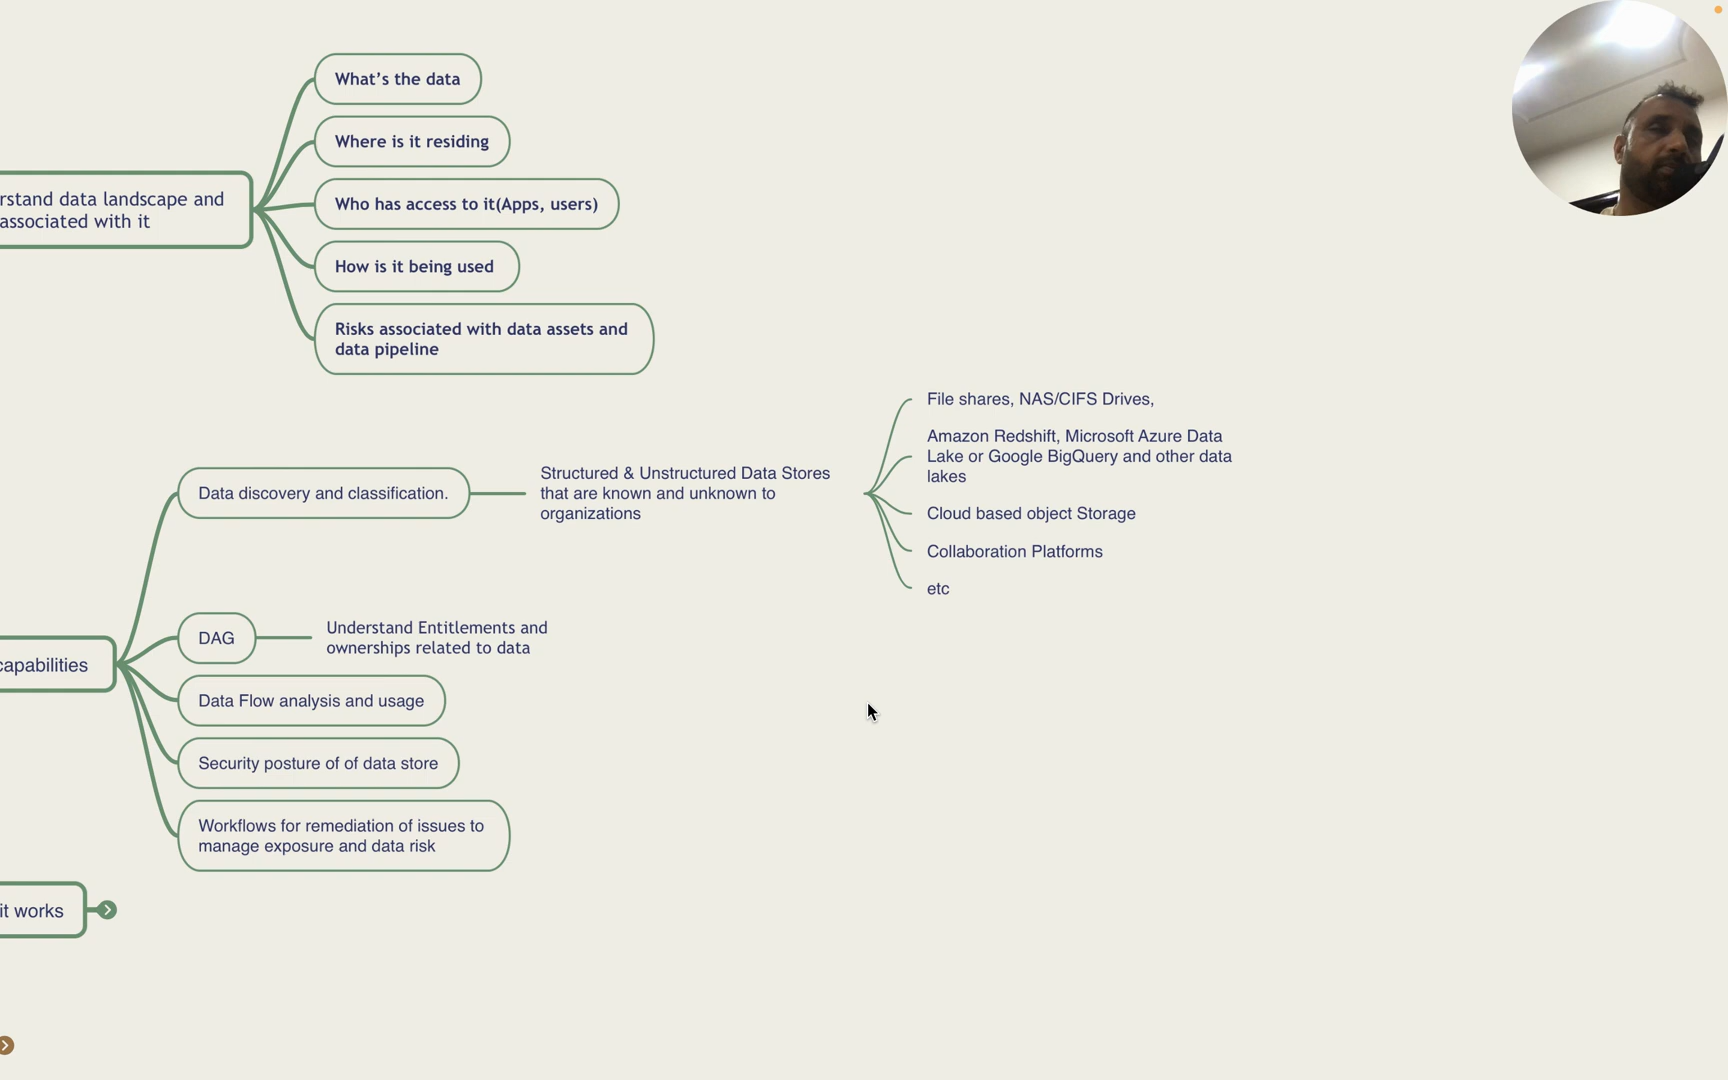 What's the data
Where is it residing
Who has access to it(Apps, users)
How is it being used
Risks associated with data assets and
data pipeline
rstand data landscape and
associated with it
File shares, NAS/CIFS Drives,
Amazon Redshift, Microsoft Azure Data
Lake or Google BigQuery and other data
lakes
Cloud based object Storage
Collaboration Platforms
etc
Structured & Unstructured Data Stores
that are known and unknown to
organizations
Data discovery and classification.
DAG
Understand Entitlements and
ownerships related to data
capabilities
Data Flow analysis and usage
Security posture of of data store
Workflows for remediation of issues to
manage exposure and data risk
it works